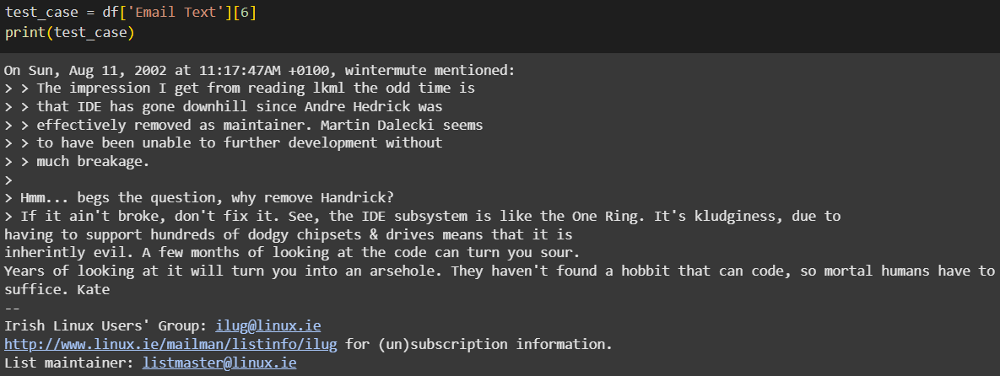 test_case = df['Email Text'][6]
print(test_case)
On Sun, Aug 11, 2002 at 11:17:47AM +0100, wintermute mentioned:
> > The impression I get from reading lkml the odd time is
> > that IDE has gone downhill since Andre Hedrick was
> > effectively removed as maintainer. Martin Dalecki seems
> > to have been unable to further development without
> > much breakage.
>
> Hmm... begs the question, why remove Handrick?
> If it ain't broke, don't fix it. See, the IDE subsystem is like the One Ring. It's kludginess, due to
having to support hundreds of dodgy chipsets & drives means that it is
inherintly evil. A few months of looking at the code can turn you sour.
Years of looking at it will turn you into an arsehole. They haven't found a hobbit that can code, so mortal humans have to
suffice. Kate
--
Irish Linux Users' Group: ilug@linux.ie
http://www.linux.ie/mailman/listinfo/ilug for (un)subscription information.
List maintainer: listmaster@linux.ie